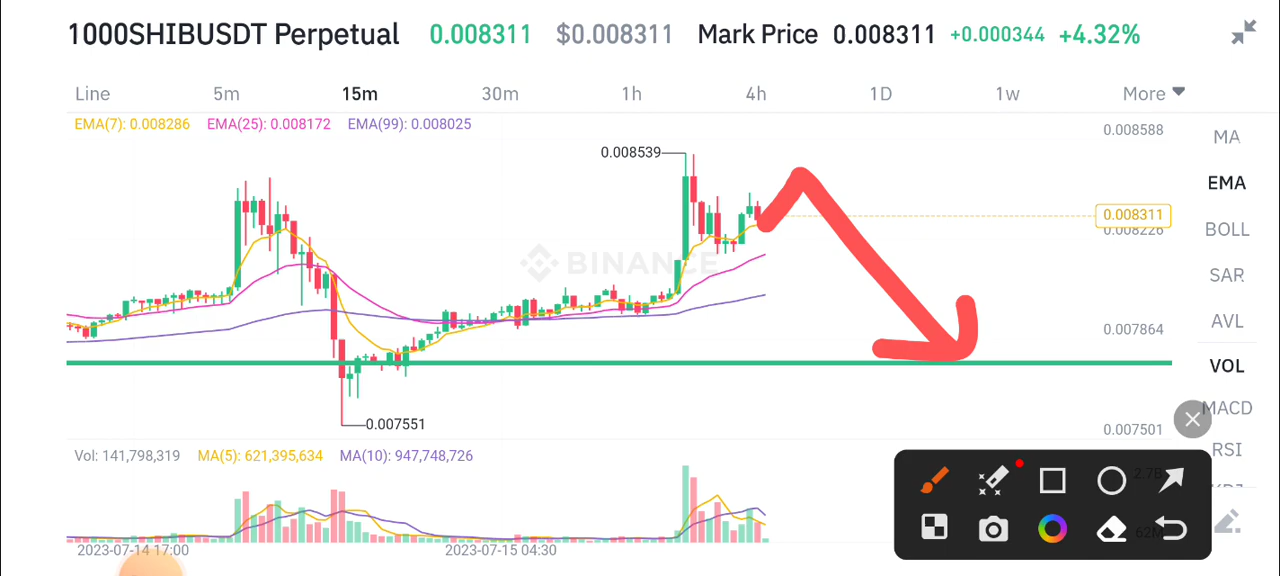 1000SHIBUSDT Perpetual 0.008311 $0.008311 Mark Price 0.008311 +0.000344 +4.32%
Line 5m 15m 30m 1h 4h 1D 1w More
EMA(7): 0.008286 EMA(25): 0.008172 EMA(99): 0.008025
0.008588
MA
0.008539
EMA
0.008311
0.008226
BOLL
BINANCE
SAR
AVL
0.007864
VOL
MACD
0.007551
0.007501
RSI
Vol: 141,798,319 MA(5): 621,395,634 MA(10): 947,748,726
2.7B
KDJ
62M
2023-07-14 17:00 2023-07-15 04:30